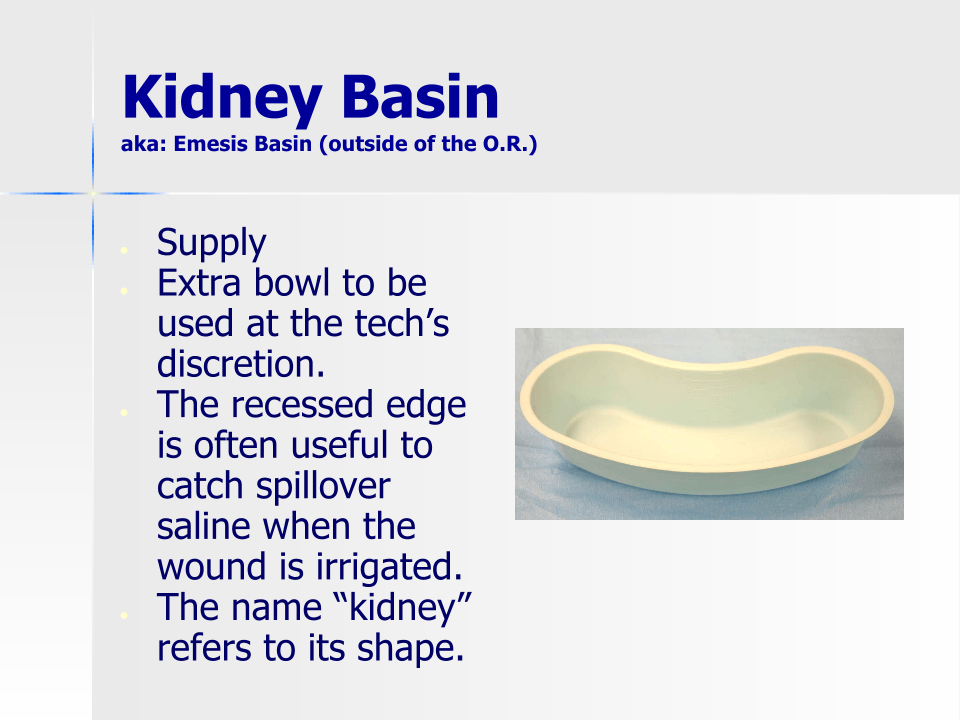 Kidney Basin
aka: Emesis Basin (outside of the O.R.)
Supply
Extra bowl to be
used at the tech’s
discretion.
The recessed edge
is often useful to
catch spillover
saline when the
wound is irrigated.
The name “kidney”
refers to its shape.